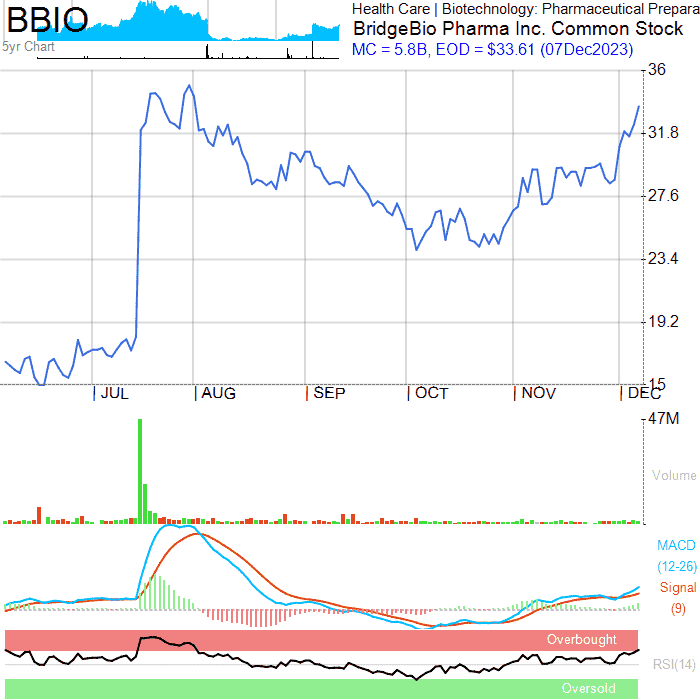 BBIO
5yr Chart
Health Care | Biotechnology: Pharmaceutical Prepara
BridgeBio Pharma Inc. Common Stock
MC = 5.8B, EOD = $33.61 (07Dec2023)
36
31.8
27.6
23.4
19.2
15
JUL AUG SEP OCT NOV DEC
47M
Volume
MACD
(12-26)
Signal
(9)
Overbought
RSI(14)
Oversold